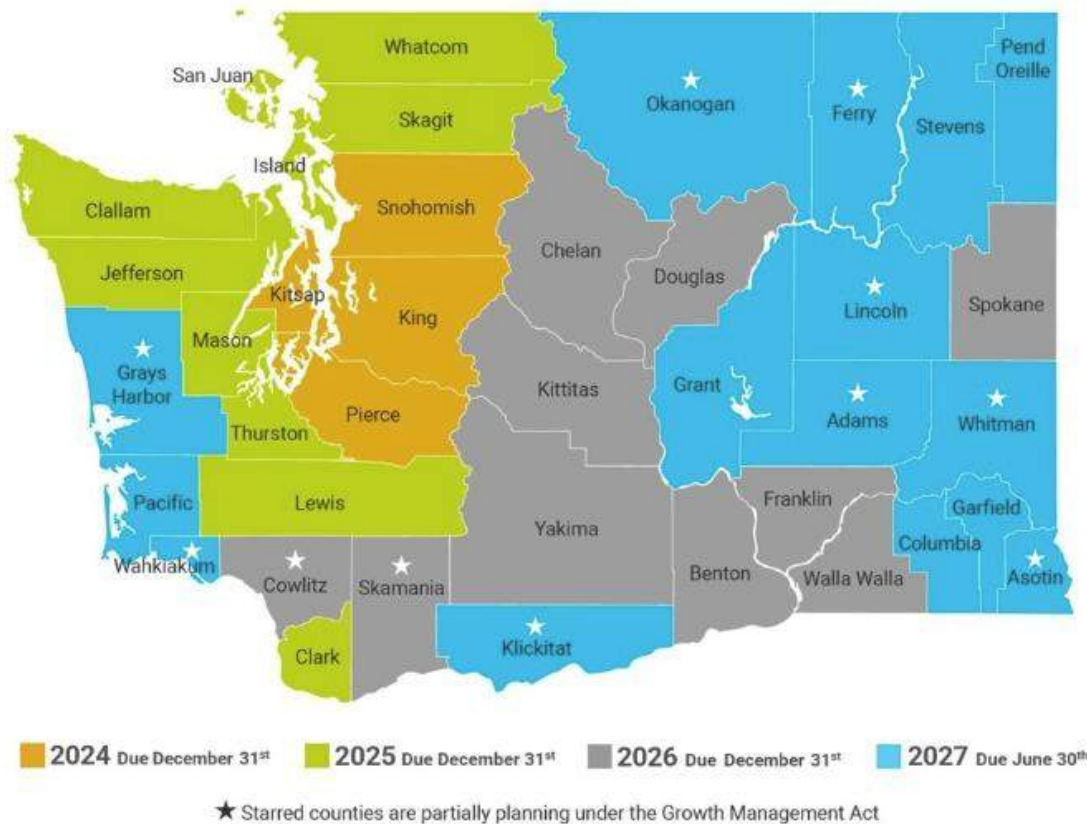 Whatcom
Pend
Oreille
San Juan
Okanogan
Ferry
Stevens
Skagit
Island
Snohomish
Clallam
Chelan
Jefferson
Douglas
Kitsap
King
Lincoln
Spokane
Mason
Grays
Harbor
Kittitas
Grant
Pierce
Adams
Whitman
Thurston
Pacific
Lewis
Franklin
Garfield
Yakima
Columbia
Wahkiakum
Cowlitz
Skamania
Benton
Walla Walla
Asotin
Clark
Klickitat
2024 Due December 31st
2025 Due December 31st
2026 Due December 31st
2027 Due June 30th
★ Starred counties are partially planning under the Growth Management Act